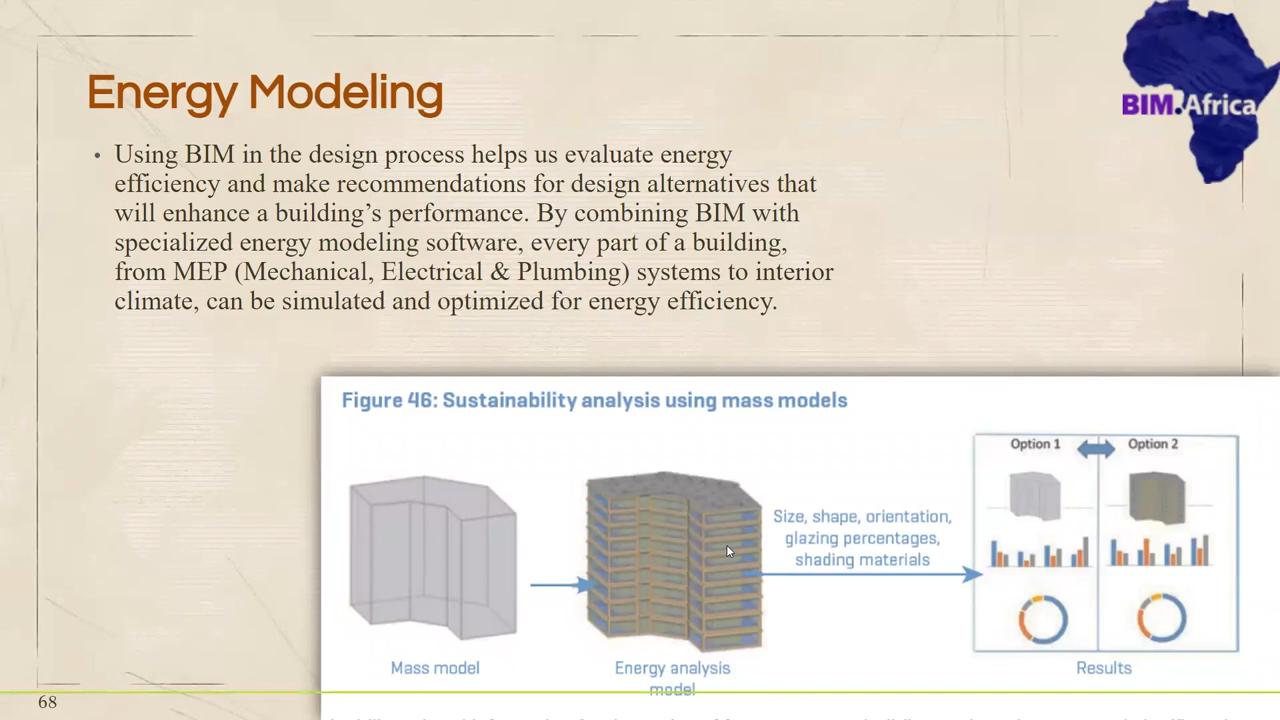 Energy Modeling
BIM.Africa
• Using BIM in the design process helps us evaluate energy
efficiency and make recommendations for design alternatives that
will enhance a building’s performance. By combining BIM with
specialized energy modeling software, every part of a building,
from MEP (Mechanical, Electrical & Plumbing) systems to interior
climate, can be simulated and optimized for energy efficiency.
Figure 46: Sustainability analysis using mass models
Option 1
Option 2
Size, shape, orientation,
glazing percentages,
shading materials
Mass model
Energy analysis
model
Results
68